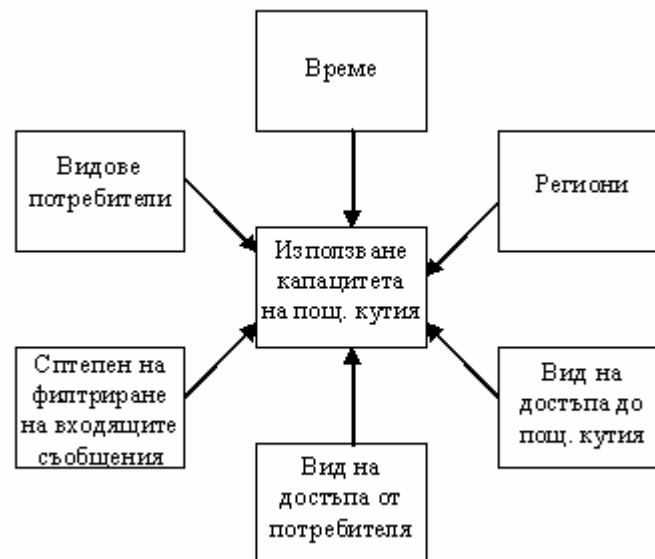 Време
Видове
потребители
Региони
Използване
капацитета
на пощ. кутия
Сптепен на
филтриране
на входящите
съобщения
Вид на
достъпа от
потребителя
Вид на
достъпа до
пощ. кутия